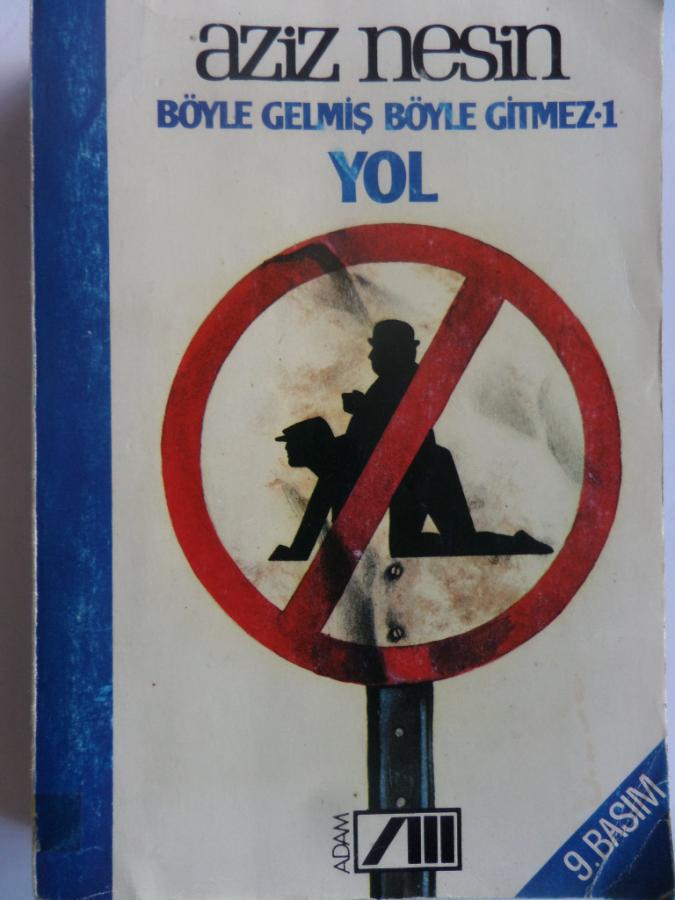 aziz nesin
BÖYLE GELMİŞ BÖYLE GİTMEZ•1
YOL
ADAM
9. BASIM